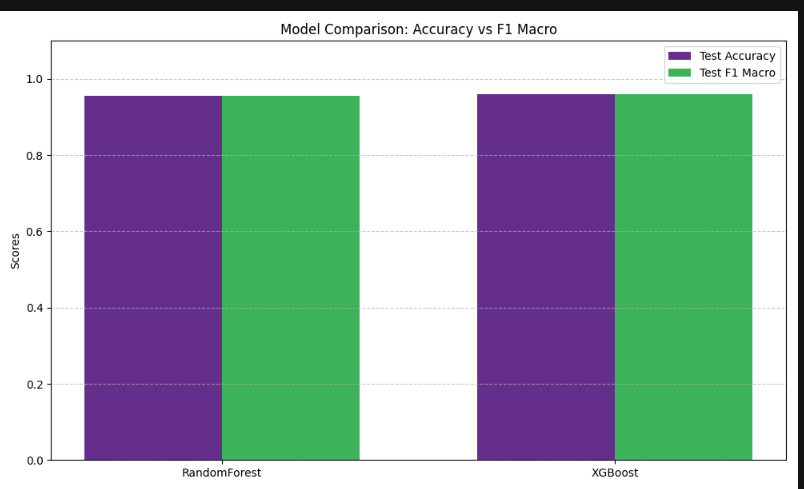 Model Comparison: Accuracy vs F1 Macro
Test Accuracy
Test F1 Macro
1.0
0.8
0.6
0.4
0.2
0.0
Scores
RandomForest
XGBoost